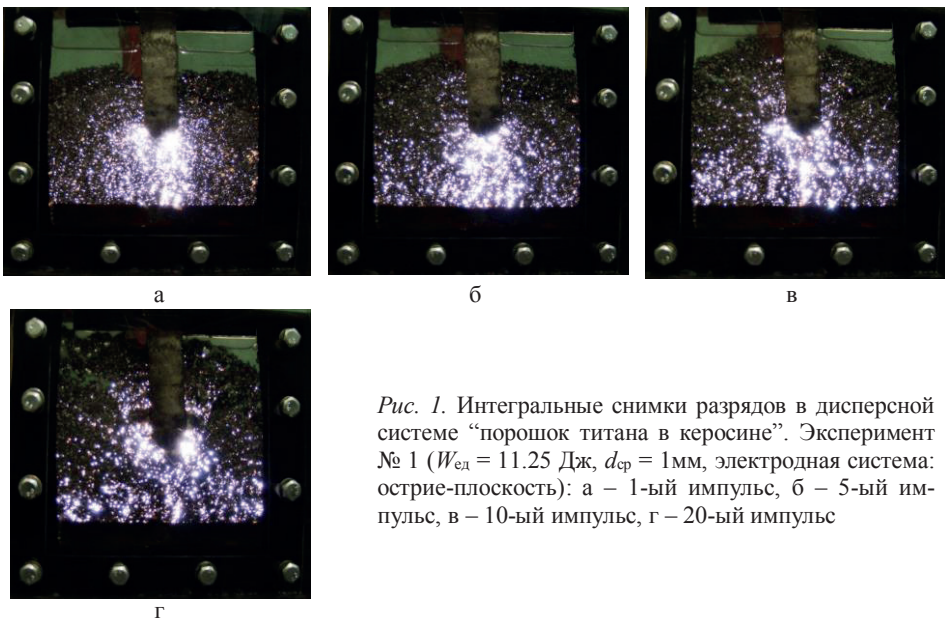 а
б
в
г
Рис. 1. Интегральные снимки разрядов в дисперсной
системе “порошок титана в керосине”. Эксперимент
№ 1 (Wед = 11.25 Дж, dср = 1мм, электродная система:
острие-плоскость): а – 1-ый импульс, б – 5-ый им-
пульс, в – 10-ый импульс, г – 20-ый импульс